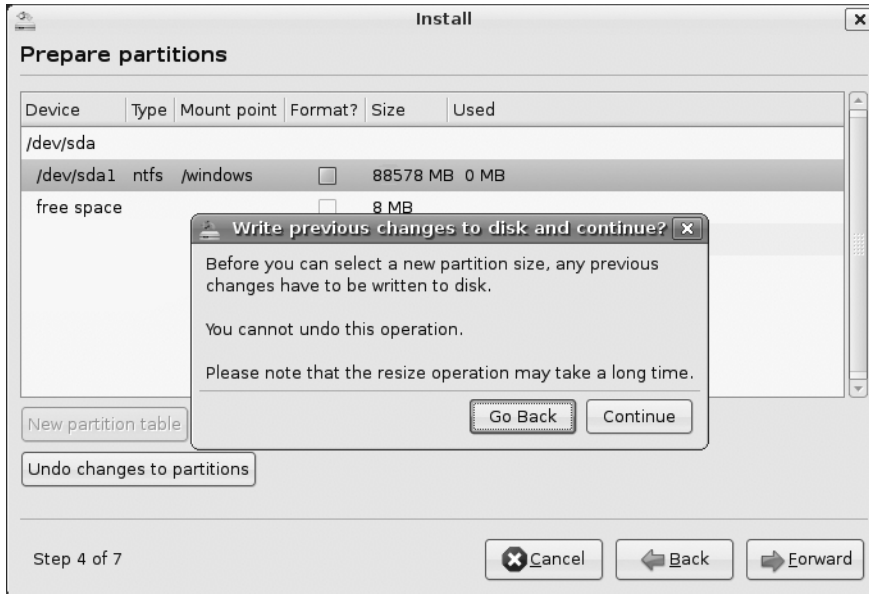 Install
Prepare partitions
Device Type Mount point Format? Size Used
/dev/sda
/dev/sda1 ntfs /windows 88578 MB 0 MB
free space 8 MB
Write previous changes to disk and continue?
Before you can select a new partition size, any previous
changes have to be written to disk.
You cannot undo this operation.
Please note that the resize operation may take a long time.
Go Back Continue
New partition table
Undo changes to partitions
Step 4 of 7 Cancel Back Forward